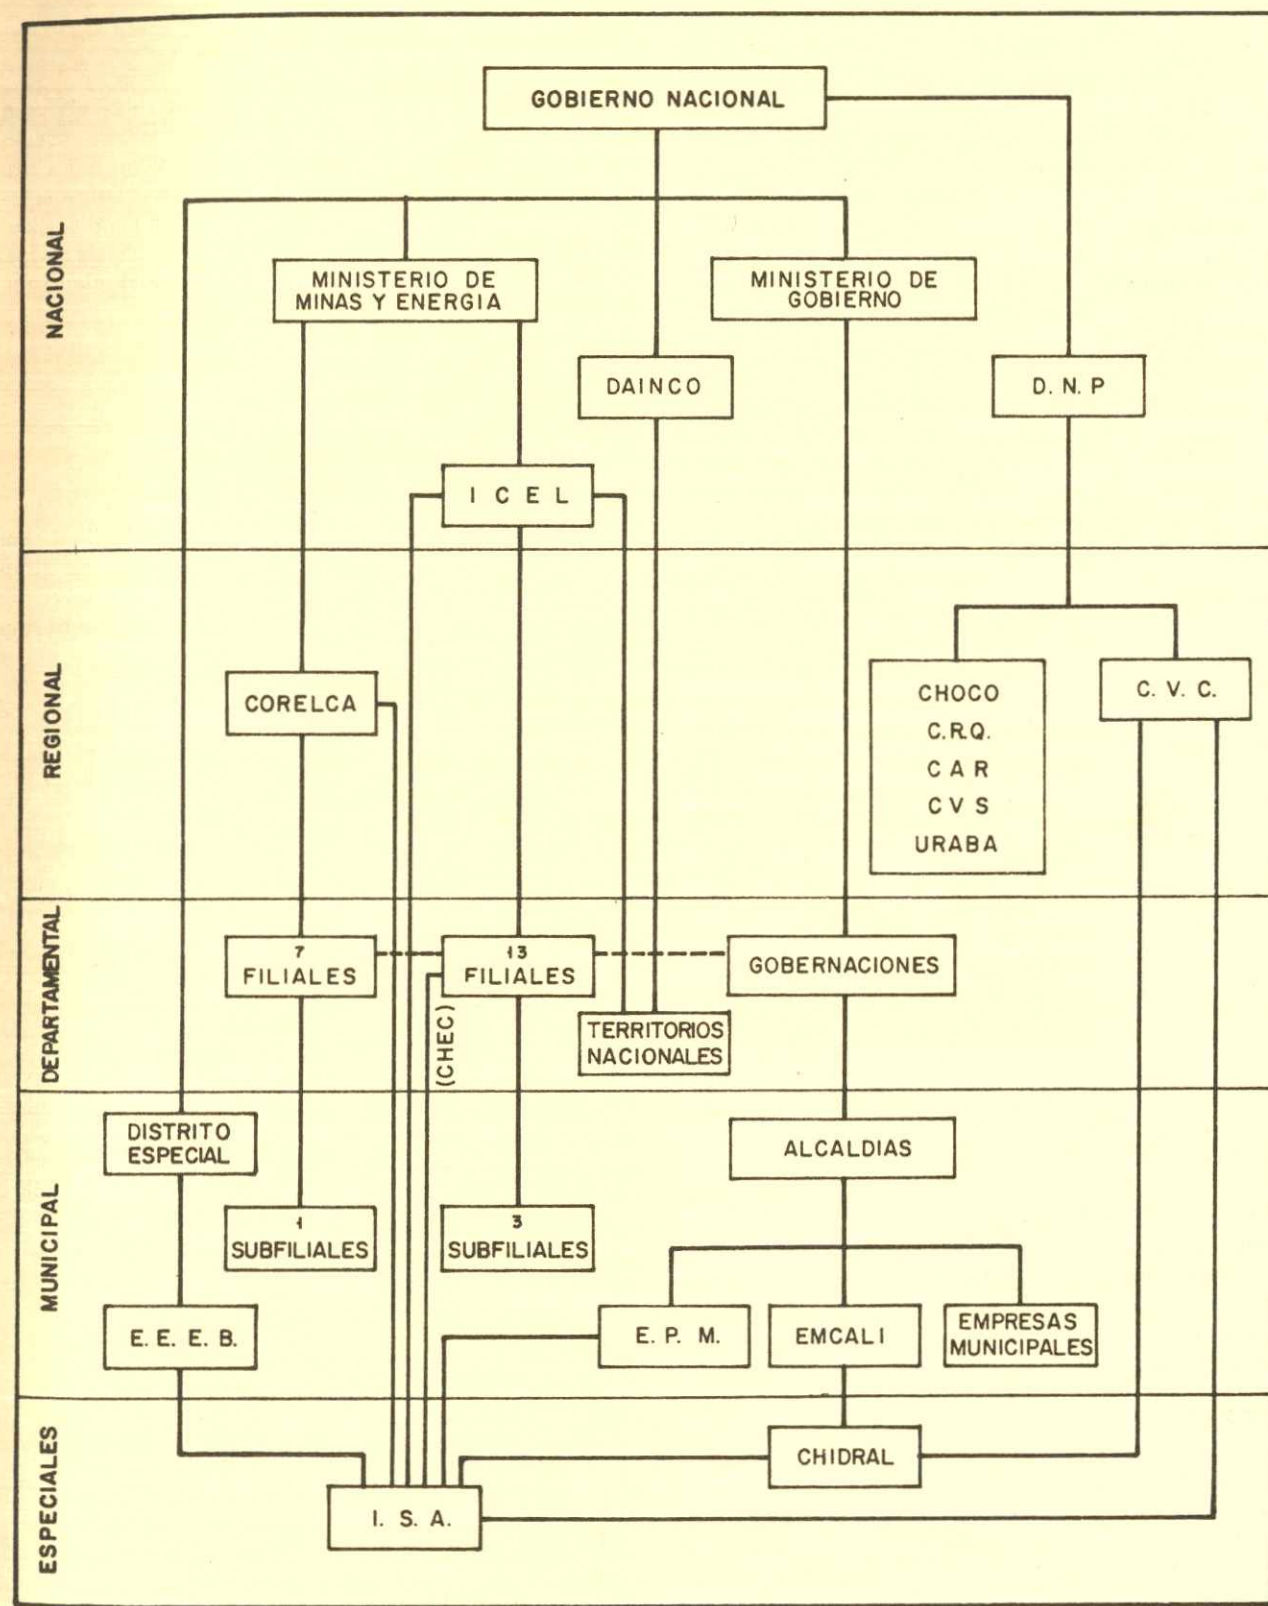 GOBIERNO NACIONAL
NACIONAL
MINISTERIO DE
MINAS Y ENERGIA
MINISTERIO DE
GOBIERNO
DAINCO
D. N. P
I C E L
REGIONAL
CORELCA
CHOCO
C.R.Q.
C A R
C V S
URABA
C. V. C.
DEPARTAMENTAL
7
FILIALES
13
FILIALES
(CHEC)
GOBERNACIONES
TERRITORIOS
NACIONALES
MUNICIPAL
DISTRITO
ESPECIAL
ALCALDIAS
1
SUBFILIALES
3
SUBFILIALES
E. E. E. B.
E. P. M.
EMCALI
EMPRESAS
MUNICIPALES
ESPECIALES
CHIDRAL
I. S. A.